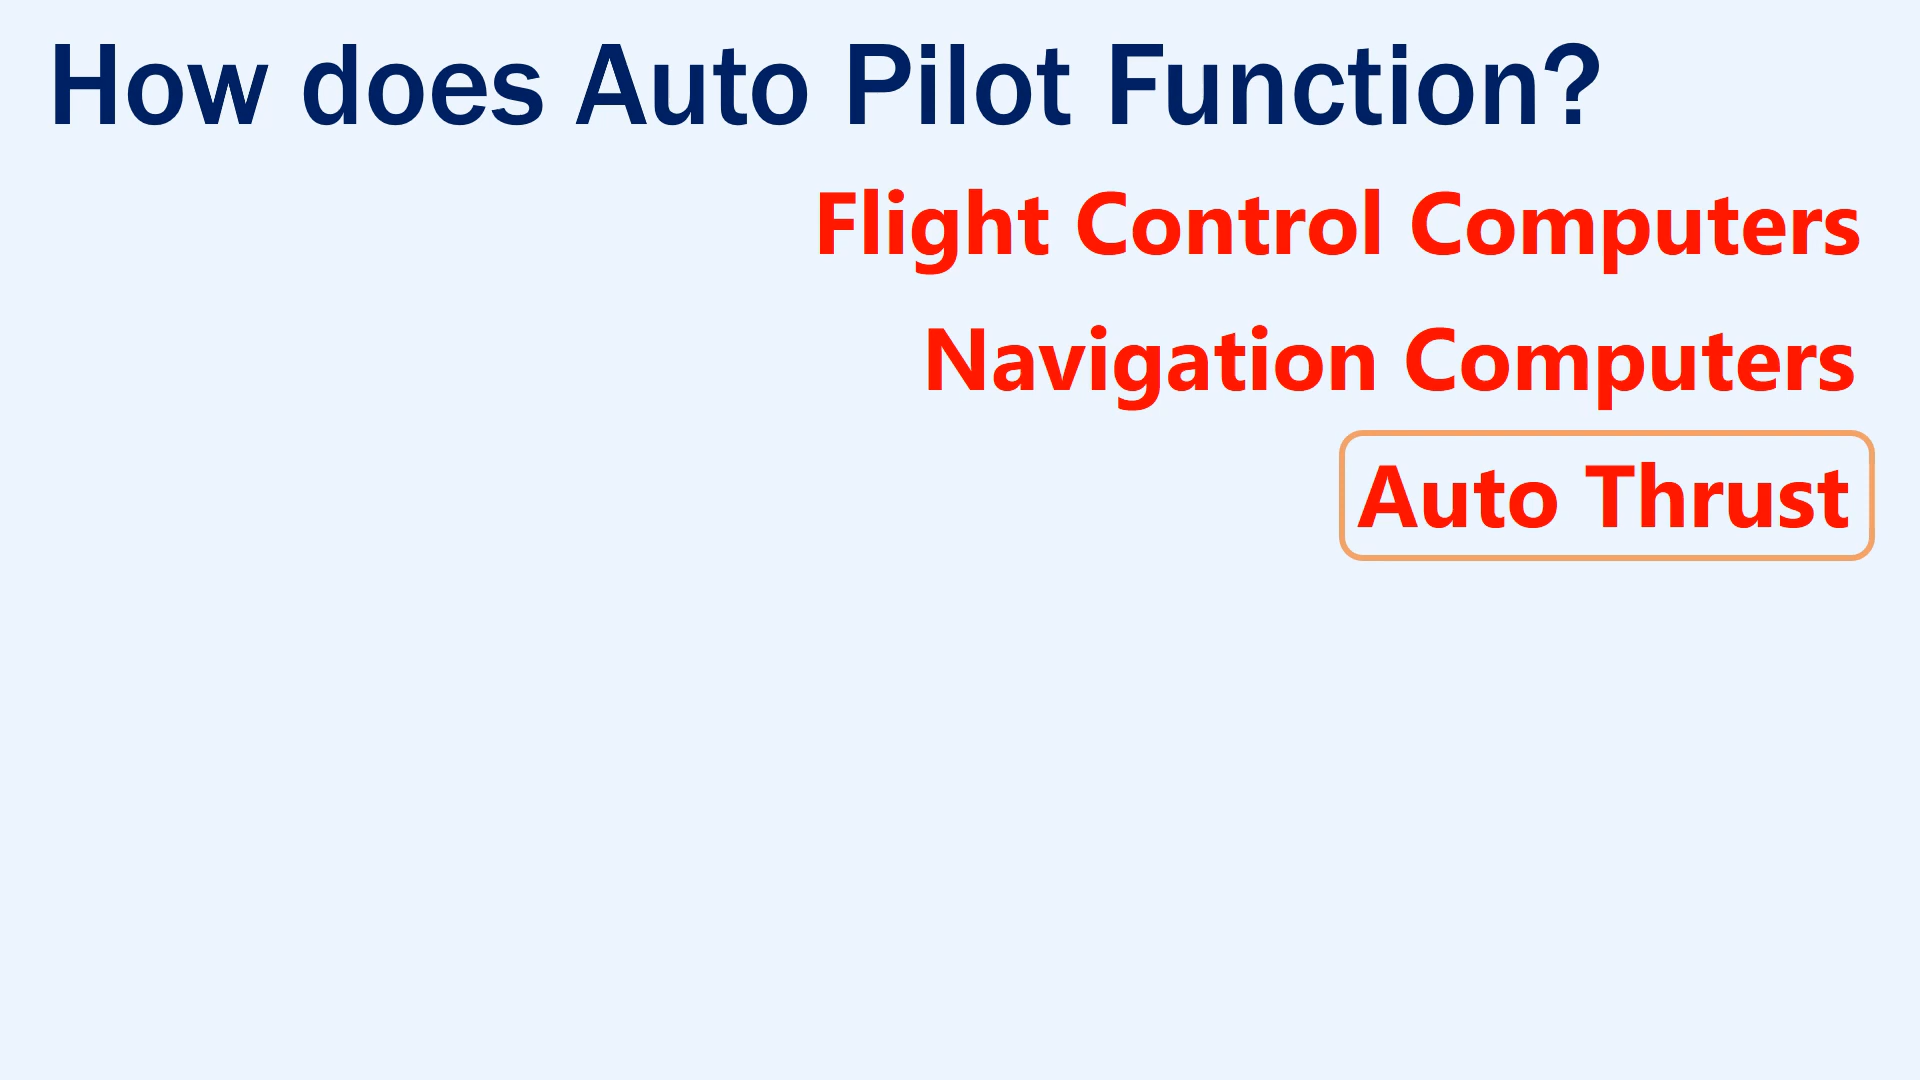 How does Auto Pilot Function?
Flight Control Computers
Navigation Computers
Auto Thrust